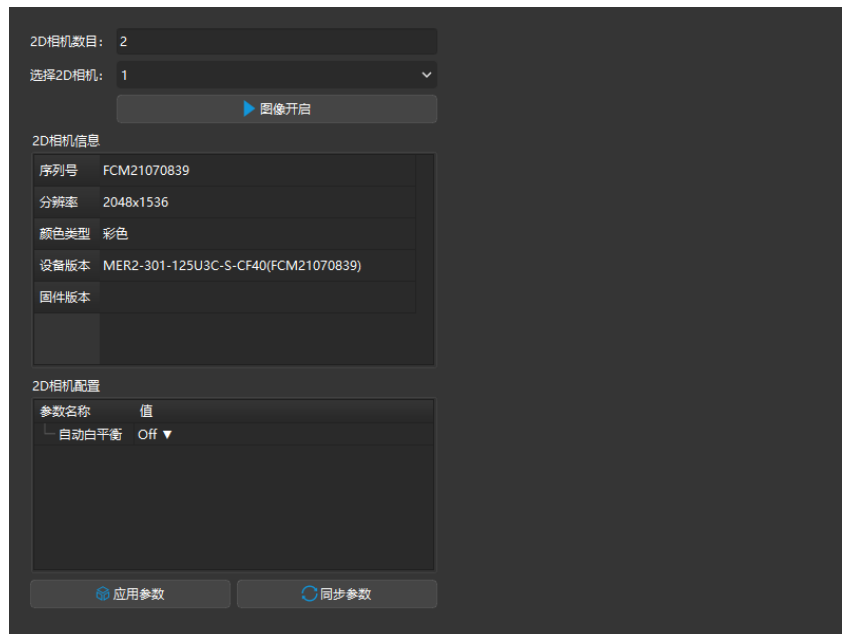 2D相机数目： 2
选择2D相机： 1
图像开启
2D相机信息
序列号 FCM21070839
分辨率 2048x1536
颜色类型 彩色
设备版本 MER2-301-125U3C-S-CF40(FCM21070839)
固件版本
2D相机配置
参数名称 值
自动白平衡 Off ▼
应用参数 同步参数